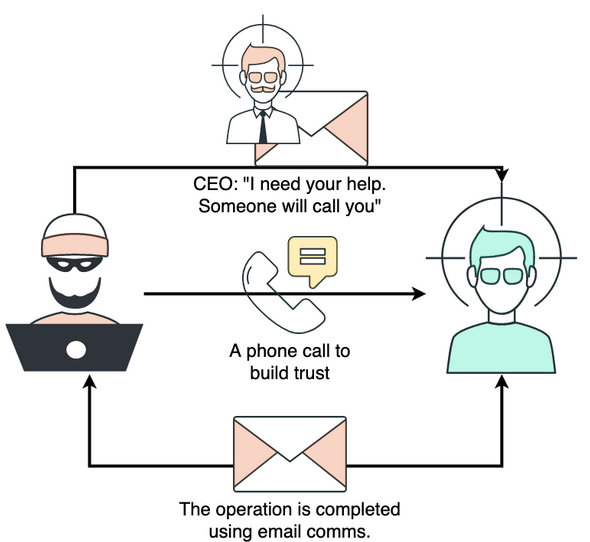 CEO: "I need your help.
Someone will call you"
A phone call to
build trust
The operation is completed
using email comms.